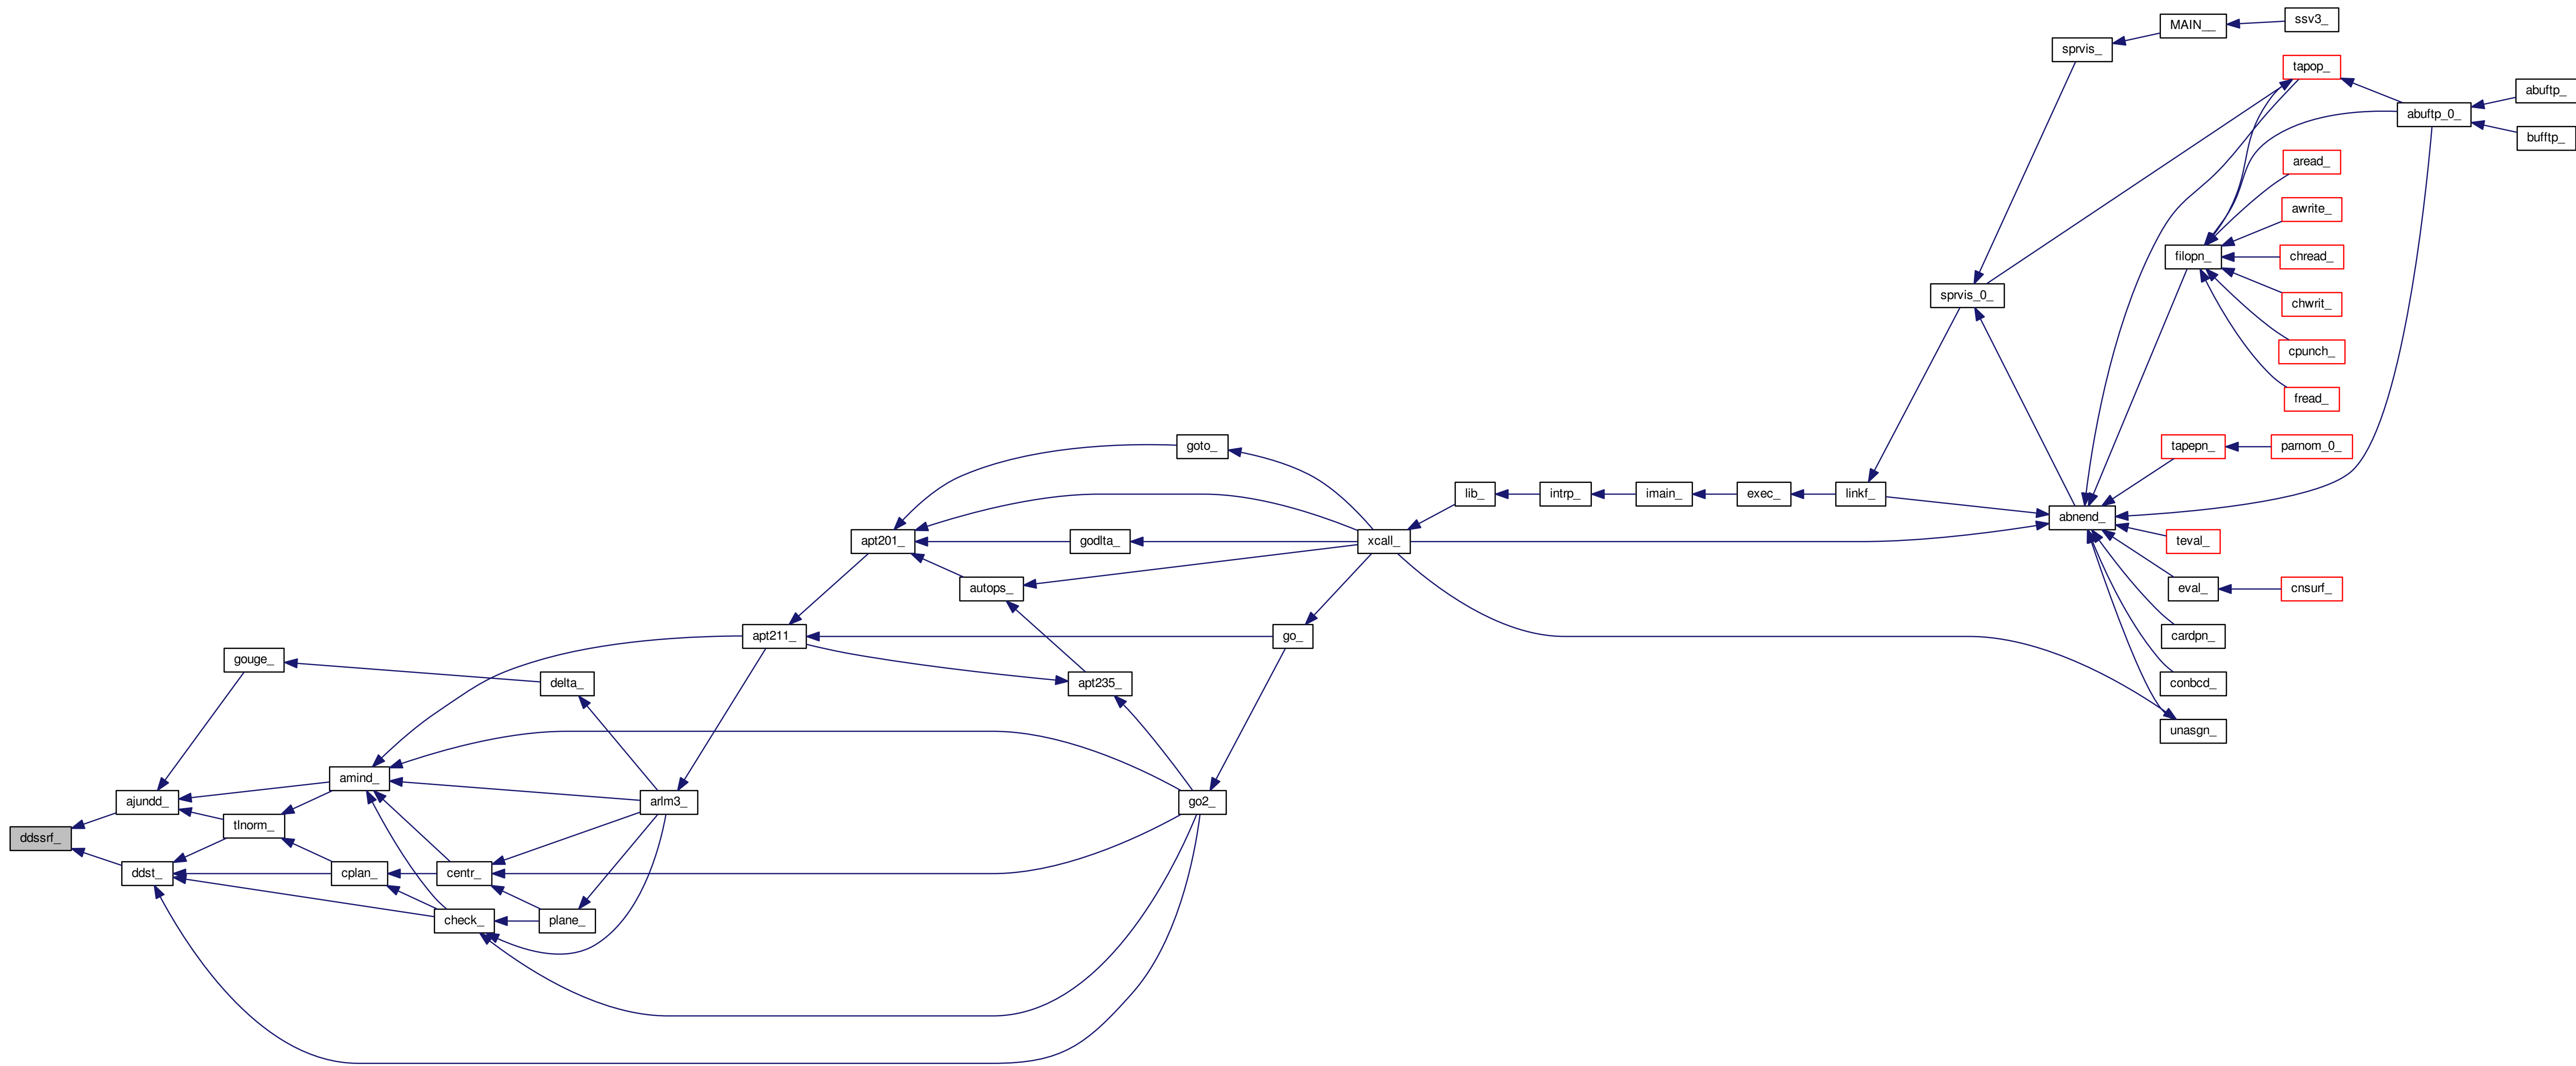 ssv3_
MAIN__
sprvis_
tapop_
abuftp_
abuftp_0_
bufftp_
aread_
awrite_
filopn_
chread_
sprvis_0_
chwrit_
cpunch_
fread_
goto_
tapepn_
parnom_0_
lib_
intrp_
imain_
exec_
linkf_
abnend_
apt201_
godlta_
xcall_
teval_
autops_
eval_
cnsurf_
apt211_
go_
cardpn_
gouge_
delta_
apt235_
conbcd_
unasgn_
amind_
ajundd_
arlm3_
go2_
tlnorm_
ddssrf_
ddst_
cplan_
centr_
check_
plane_